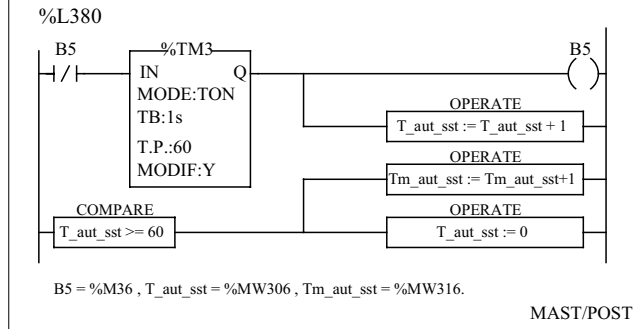 %L380
B5
%TM3
B5
IN Q
MODE:TON
TB:1s
T.P.:60
MODIF:Y
OPERATE
T_aut_sst := T_aut_sst + 1
OPERATE
Tm_aut_sst := Tm_aut_sst+1
COMPARE
T_aut_sst >= 60
OPERATE
T_aut_sst := 0
B5 = %M36 , T_aut_sst = %MW306 , Tm_aut_sst = %MW316.
MAST/POST